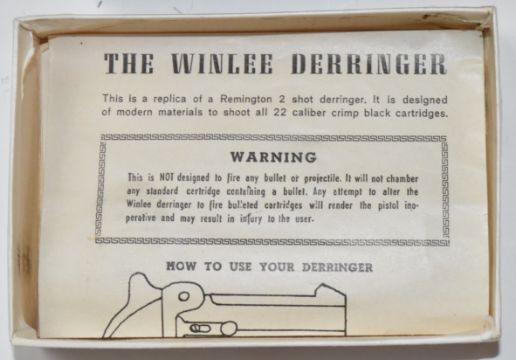 THE WINLEE DERRINGER
This is a replica of a Remington 2 shot derringer. It is designed
of modern materials to shoot all 22 caliber crimp black cartridges.
WARNING
This is NOT designed to fire any bullet or projectile. It will not chamber
any standard certridge containing a bullet. Any attempt to alter the
Winlee derringer to fire bulleted cartridges will render the pistol ino-
perative and may result in infury to the user.
HOW TO USE YOUR DERRINGER